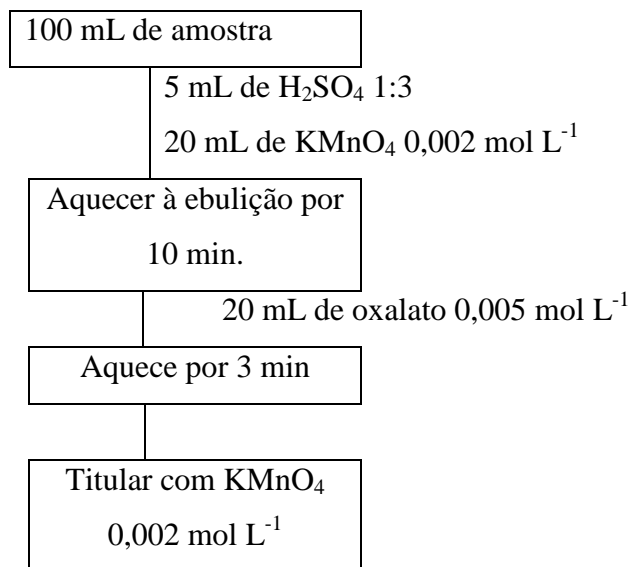 100 mL de amostra
5 mL de H₂SO₄ 1:3
20 mL de KMnO₄ 0,002 mol L⁻¹
Aquecer à ebulição por
10 min.
20 mL de oxalato 0,005 mol L⁻¹
Aquece por 3 min
Titular com KMnO₄
0,002 mol L⁻¹